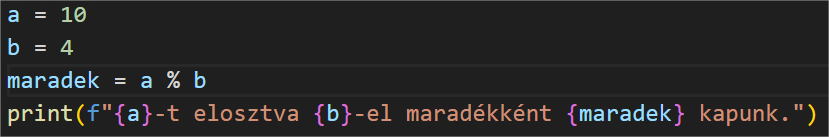 a = 10
b = 4
maradek = a % b
print(f"{a}-t elosztva {b}-el maradékként {maradek} kapunk.")